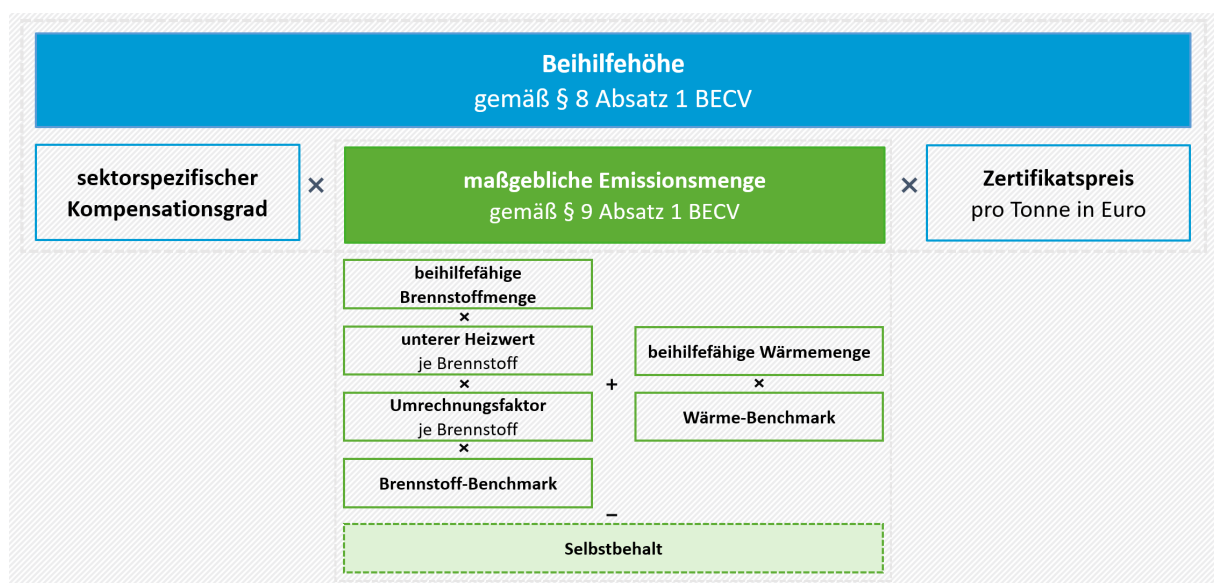 Beihilfehöhe
gemäß § 8 Absatz 1 BECV
sektorspezifischer
Kompensationsgrad
×
maßgebliche Emissionsmenge
gemäß § 9 Absatz 1 BECV
×
Zertifikatspreis
pro Tonne in Euro
beihilfefähige
Brennstoffmenge
×
unterer Heizwert
je Brennstoff
×
Umrechnungsfaktor
je Brennstoff
×
Brennstoff-Benchmark
+
beihilfefähige Wärmemenge
×
Wärme-Benchmark
–
Selbstbehalt